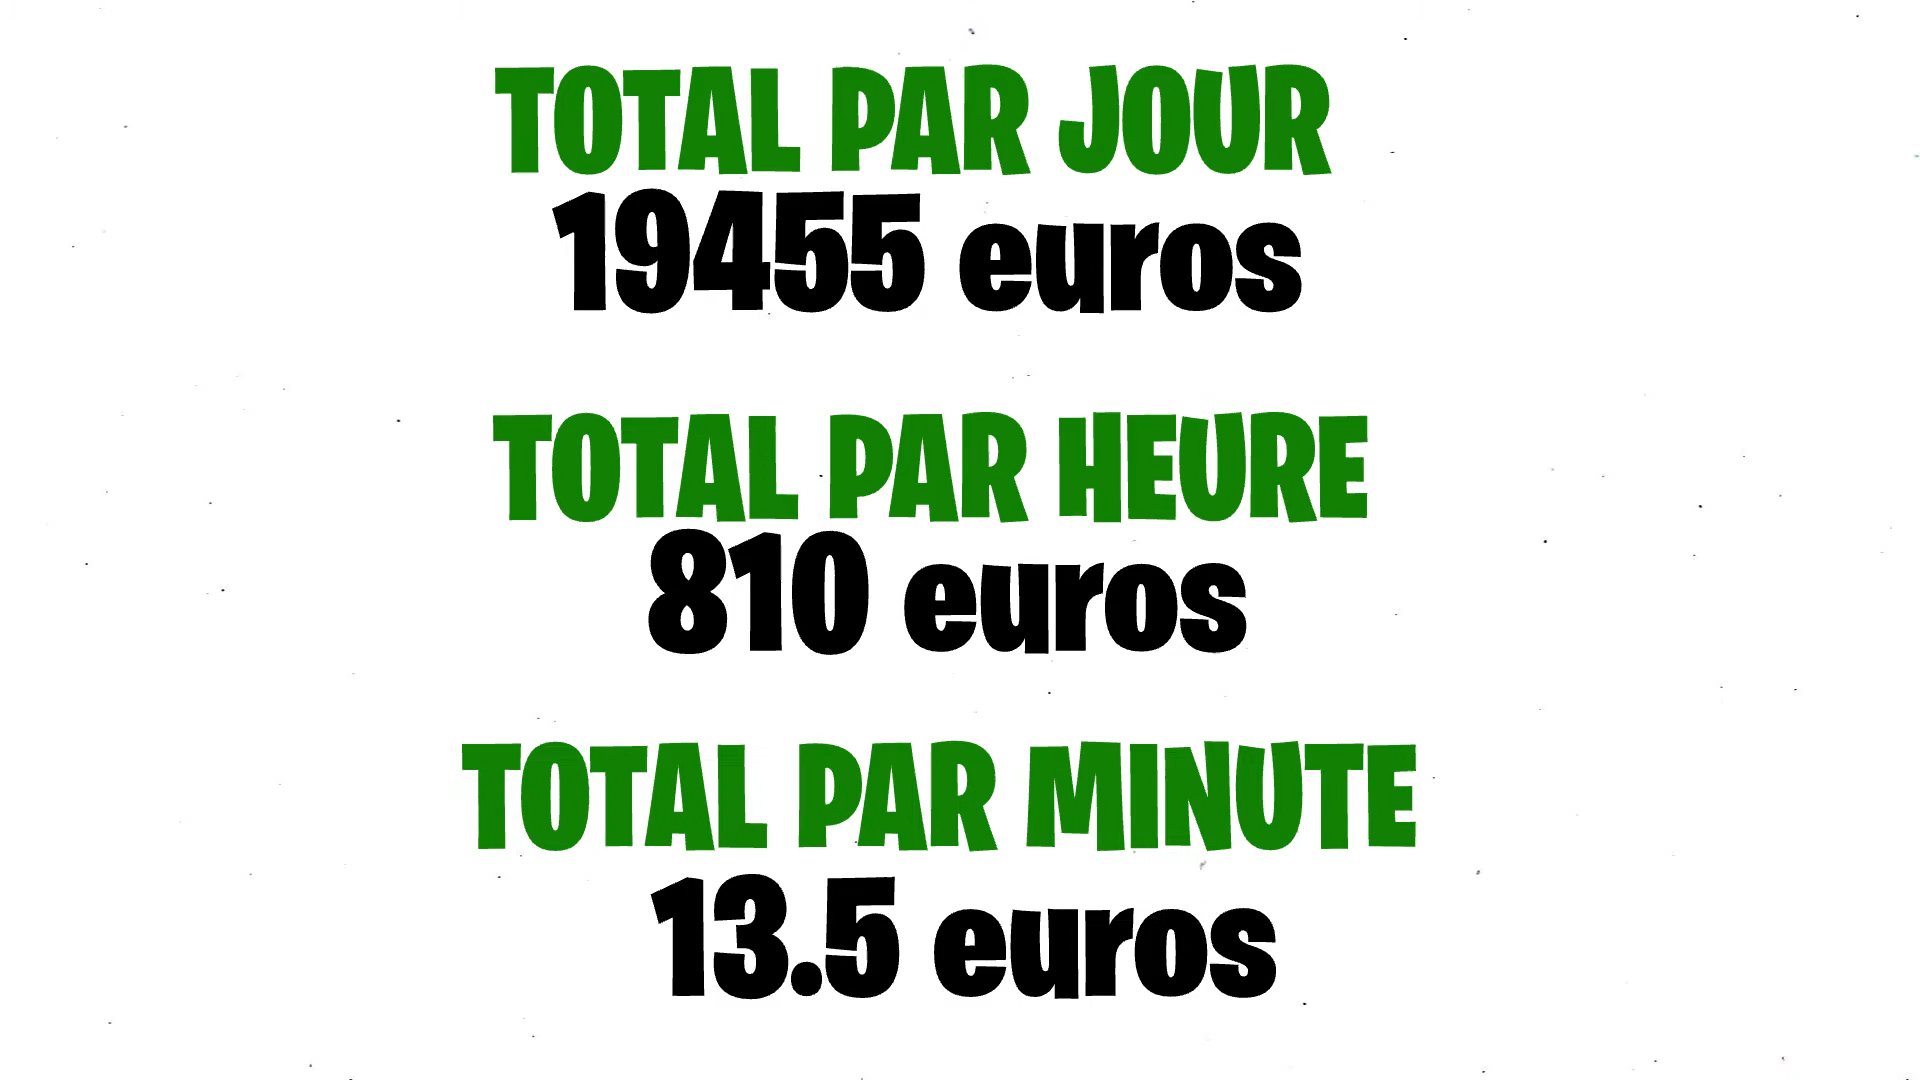 TOTAL PAR JOUR
19455 euros
TOTAL PAR HEURE
810 euros
TOTAL PAR MINUTE
13.5 euros